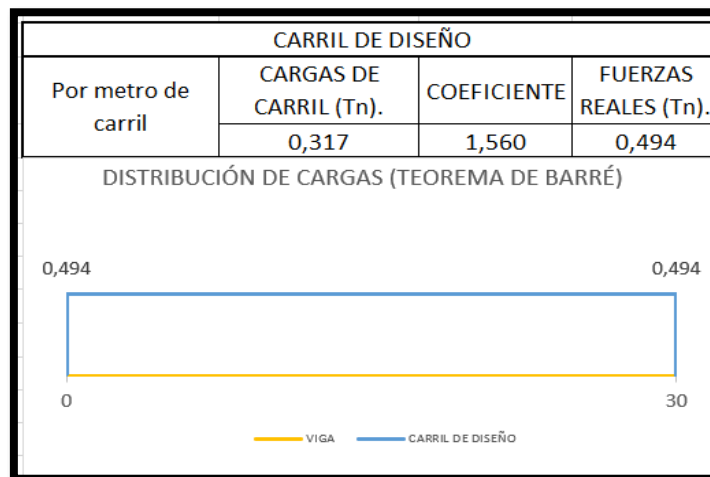 CARRIL DE DISEÑO
Por metro de carril
CARGAS DE CARRIL (Tn).
COEFICIENTE
FUERZAS REALES (Tn).
0,317
1,560
0,494
DISTRIBUCIÓN DE CARGAS (TEOREMA DE BARRÉ)
0,494
0,494
0
30
VIGA
CARRIL DE DISEÑO